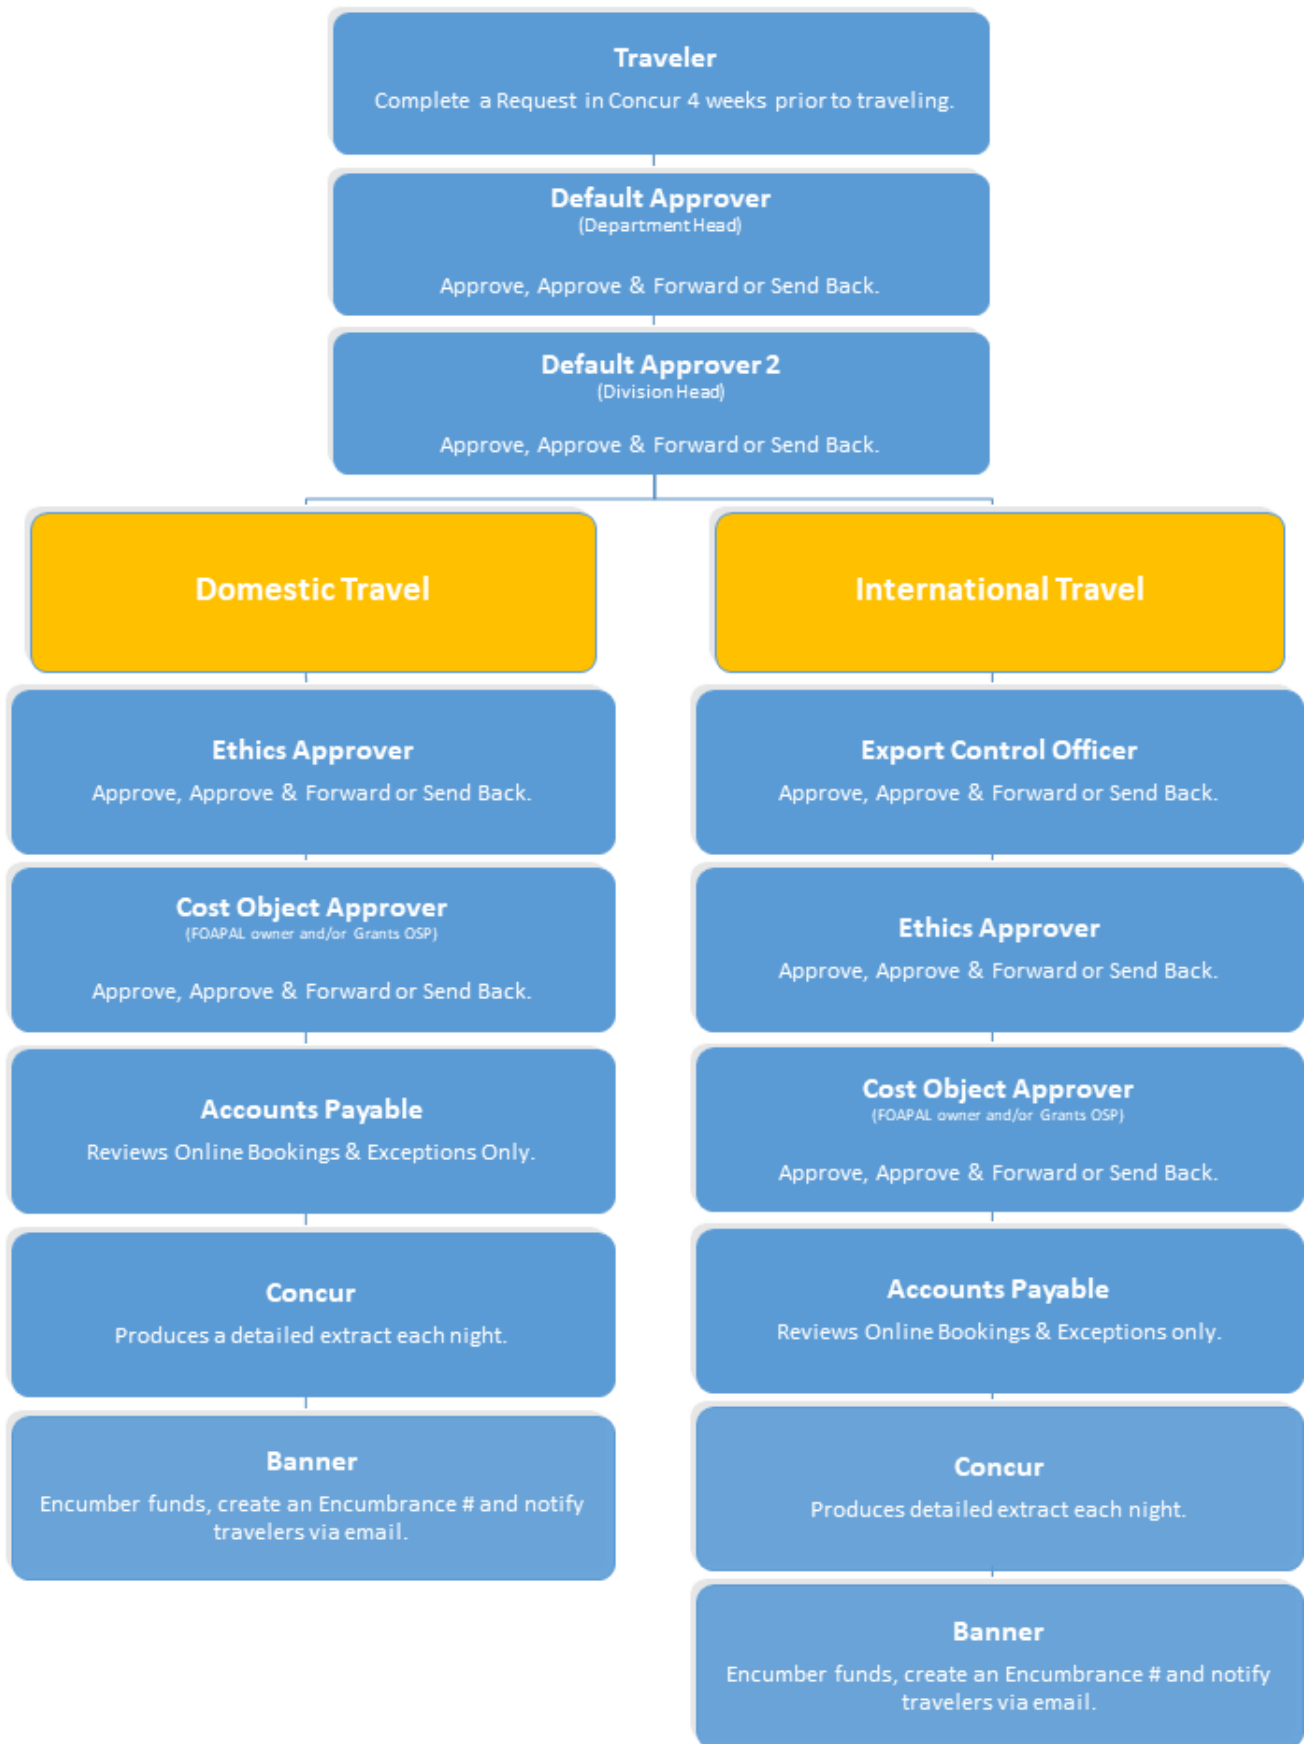 Traveler
Complete a Request in Concur 4 weeks prior to traveling.
Default Approver
(Department Head)
Approve, Approve & Forward or Send Back.
Default Approver 2
(Division Head)
Approve, Approve & Forward or Send Back.
Domestic Travel
Ethics Approver
Approve, Approve & Forward or Send Back.
Cost Object Approver
(FOAPAL owner and/or Grants OSP)
Approve, Approve & Forward or Send Back.
Accounts Payable
Reviews Online Bookings & Exceptions Only.
Concur
Produces a detailed extract each night.
Banner
Encumber funds, create an Encumbrance # and notify
travelers via email.
International Travel
Export Control Officer
Approve, Approve & Forward or Send Back.
Ethics Approver
Approve, Approve & Forward or Send Back.
Cost Object Approver
(FOAPAL owner and/or Grants OSP)
Approve, Approve & Forward or Send Back.
Accounts Payable
Reviews Online Bookings & Exceptions only.
Concur
Produces detailed extract each night.
Banner
Encumber funds, create an Encumbrance # and notify
travelers via email.